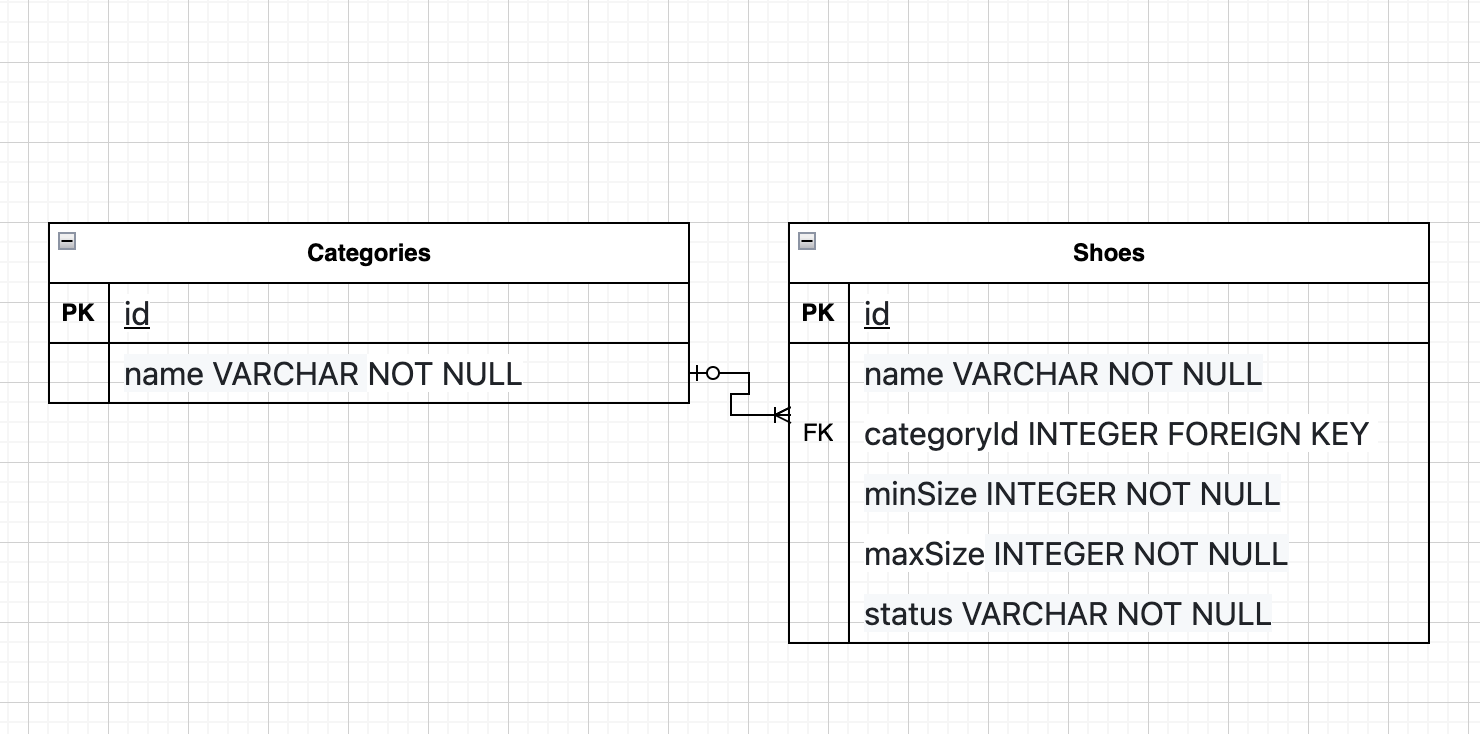 Categories
PK id
name VARCHAR NOT NULL
Shoes
PK id
name VARCHAR NOT NULL
FK categoryId INTEGER FOREIGN KEY
minSize INTEGER NOT NULL
maxSize INTEGER NOT NULL
status VARCHAR NOT NULL